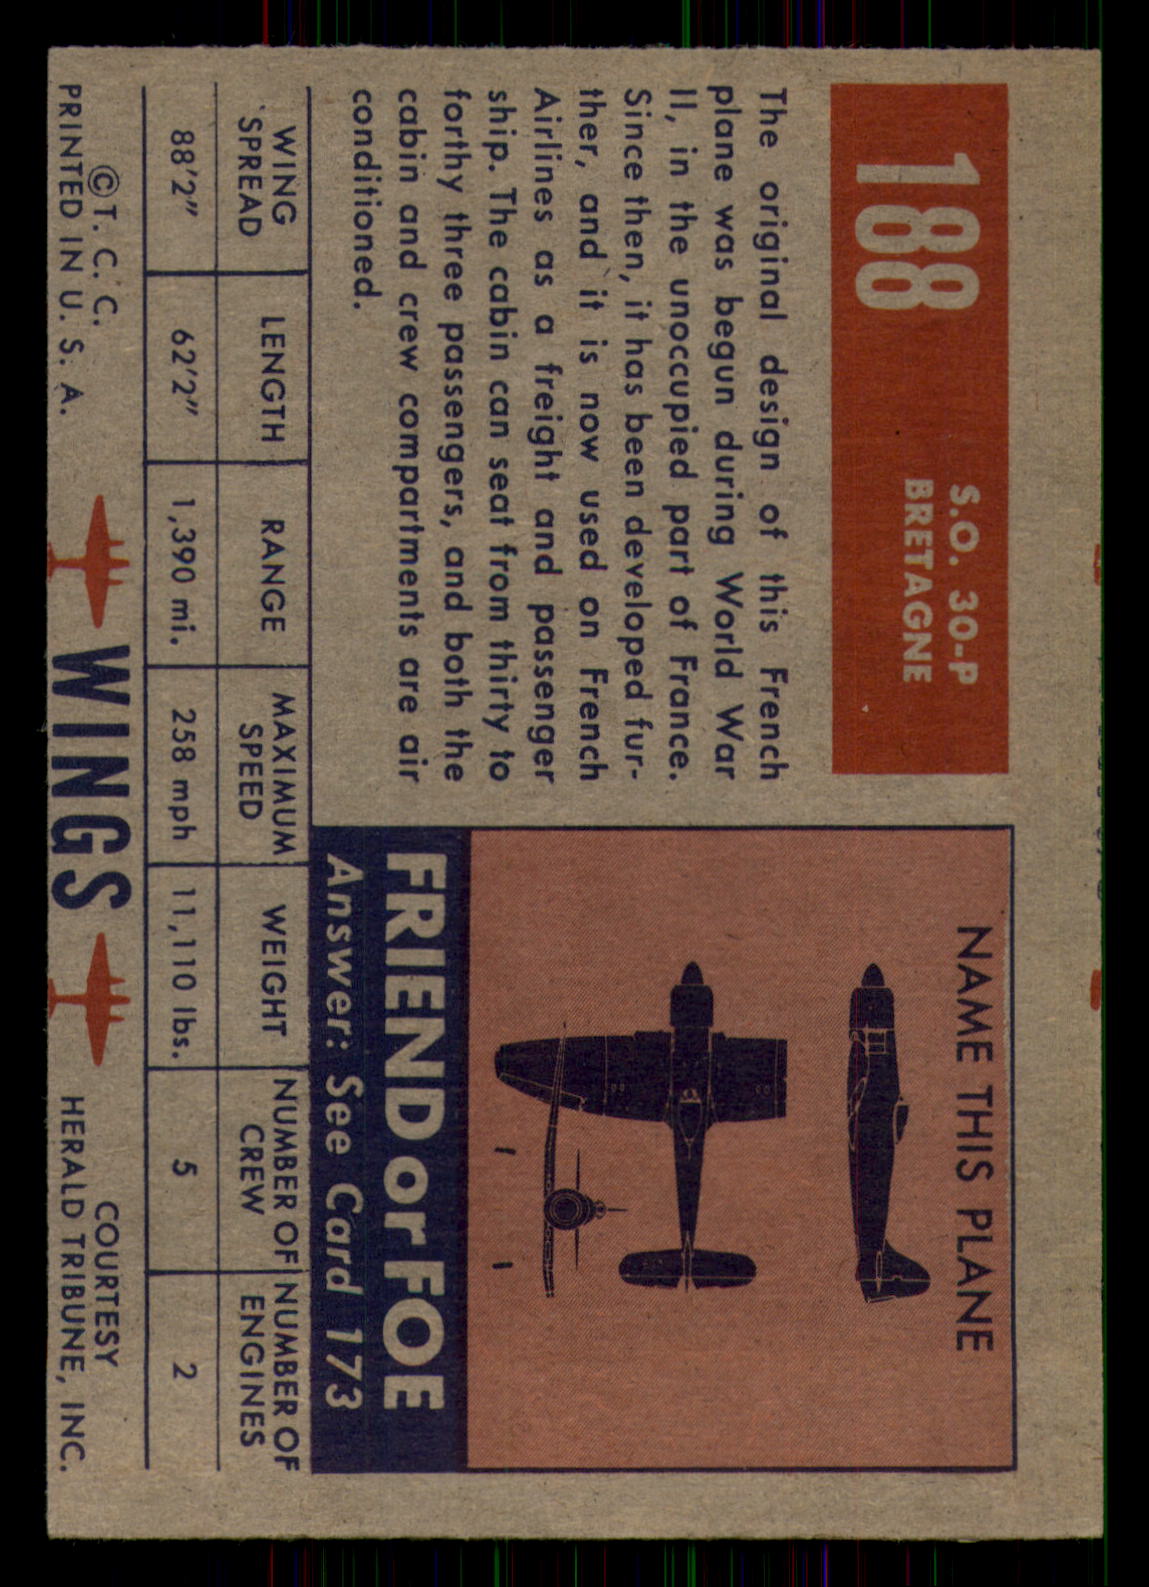 188
S.O. 30-P
BRETAGNE
The original design of this French
plane was begun during World War
II, in the unoccupied part of France.
Since then, it has been developed fur-
ther, and it is now used on French
Airlines as a freight and passenger
ship. The cabin can seat from thirty to
forthy three passengers, and both the
cabin and crew compartments are air
conditioned.
NAME THIS PLANE
FRIEND or FOE
Answer: See Card 173
WING SPREAD
LENGTH
RANGE
MAXIMUM SPEED
WEIGHT
NUMBER OF CREW
NUMBER OF ENGINES
88'2"
62'2"
1,390 mi.
258 mph
11,110 lbs.
5
2
©T. C. C.
PRINTED IN U. S. A.
WINGS
COURTESY
HERALD TRIBUNE, INC.